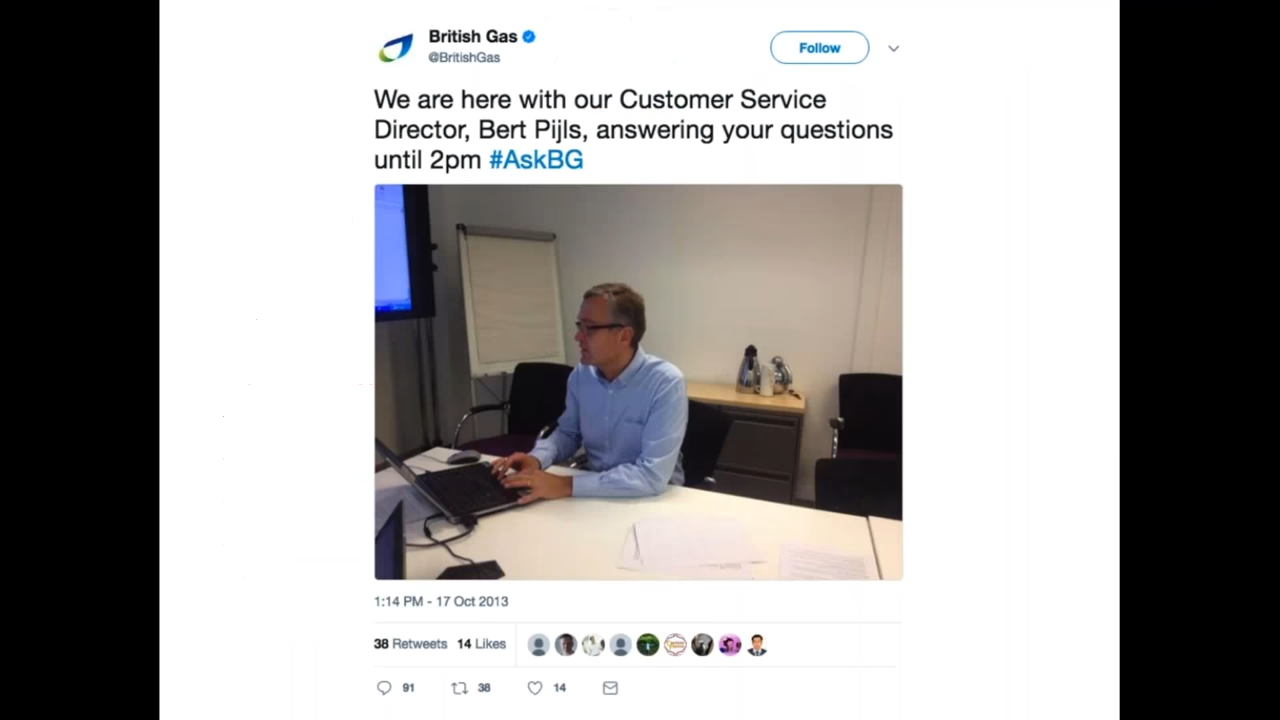 British Gas
@BritishGas
Follow
We are here with our Customer Service
Director, Bert Pijls, answering your questions
until 2pm #AskBG
1:14 PM - 17 Oct 2013
38 Retweets 14 Likes
91 38 14